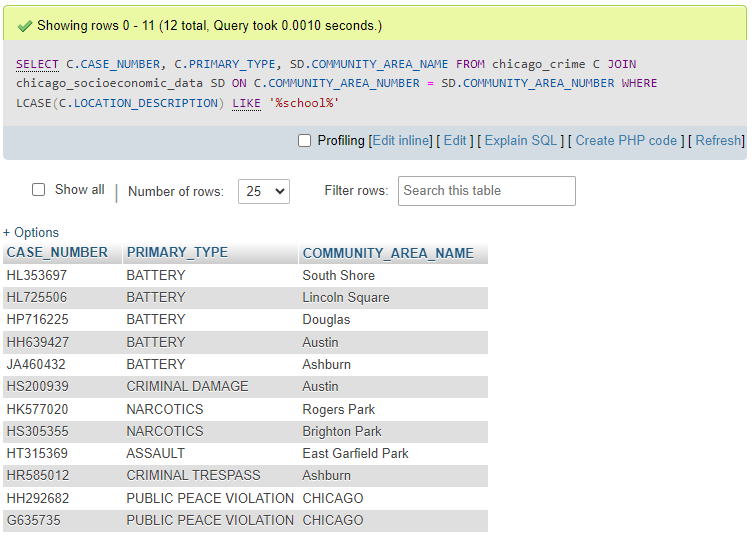 Showing rows 0 - 11 (12 total, Query took 0.0010 seconds.)
SELECT C.CASE_NUMBER, C.PRIMARY_TYPE, SD.COMMUNITY_AREA_NAME FROM chicago_crime C JOIN
chicago_socioeconomic_data SD ON C.COMMUNITY_AREA_NUMBER = SD.COMMUNITY_AREA_NUMBER WHERE
LCASE(C.LOCATION_DESCRIPTION) LIKE '%school%'
Profiling [Edit inline] [ Edit ] [ Explain SQL ] [ Create PHP code ] [ Refresh]
Show all | Number of rows: 25 Filter rows: Search this table
+ Options
CASE_NUMBER PRIMARY_TYPE COMMUNITY_AREA_NAME
HL353697 BATTERY South Shore
HL725506 BATTERY Lincoln Square
HP716225 BATTERY Douglas
HH639427 BATTERY Austin
JA460432 BATTERY Ashburn
HS200939 CRIMINAL DAMAGE Austin
HK577020 NARCOTICS Rogers Park
HS305355 NARCOTICS Brighton Park
HT315369 ASSAULT East Garfield Park
HR585012 CRIMINAL TRESPASS Ashburn
HH292682 PUBLIC PEACE VIOLATION CHICAGO
G635735 PUBLIC PEACE VIOLATION CHICAGO